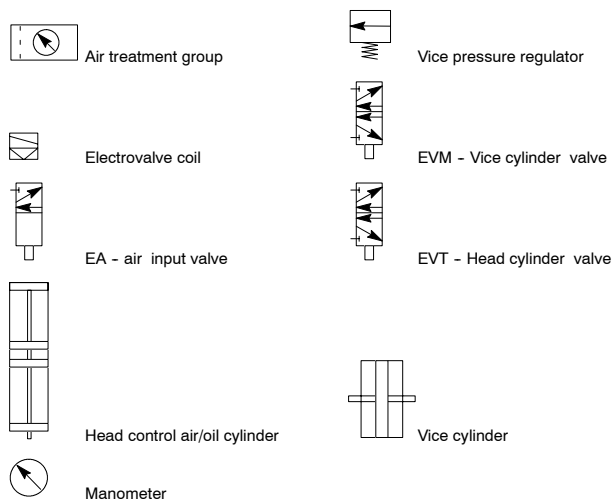 Air treatment group
Vice pressure regulator
Electrovalve coil
EVM - Vice cylinder valve
EA - air input valve
EVT - Head cylinder valve
Head control air/oil cylinder
Vice cylinder
Manometer